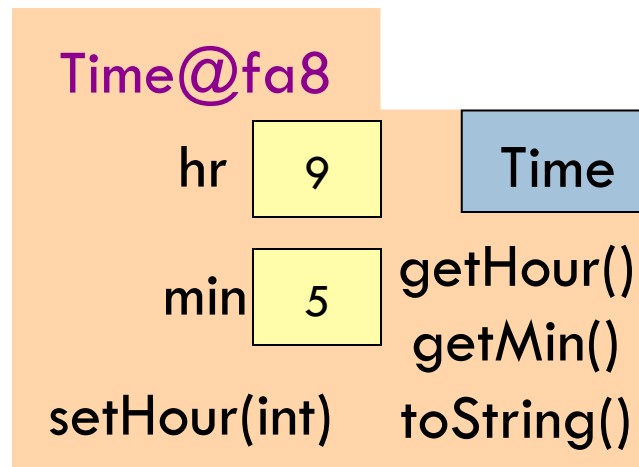 Time@fa8
hr 9 Time
min 5 getHour()
getMin()
setHour(int) toString()